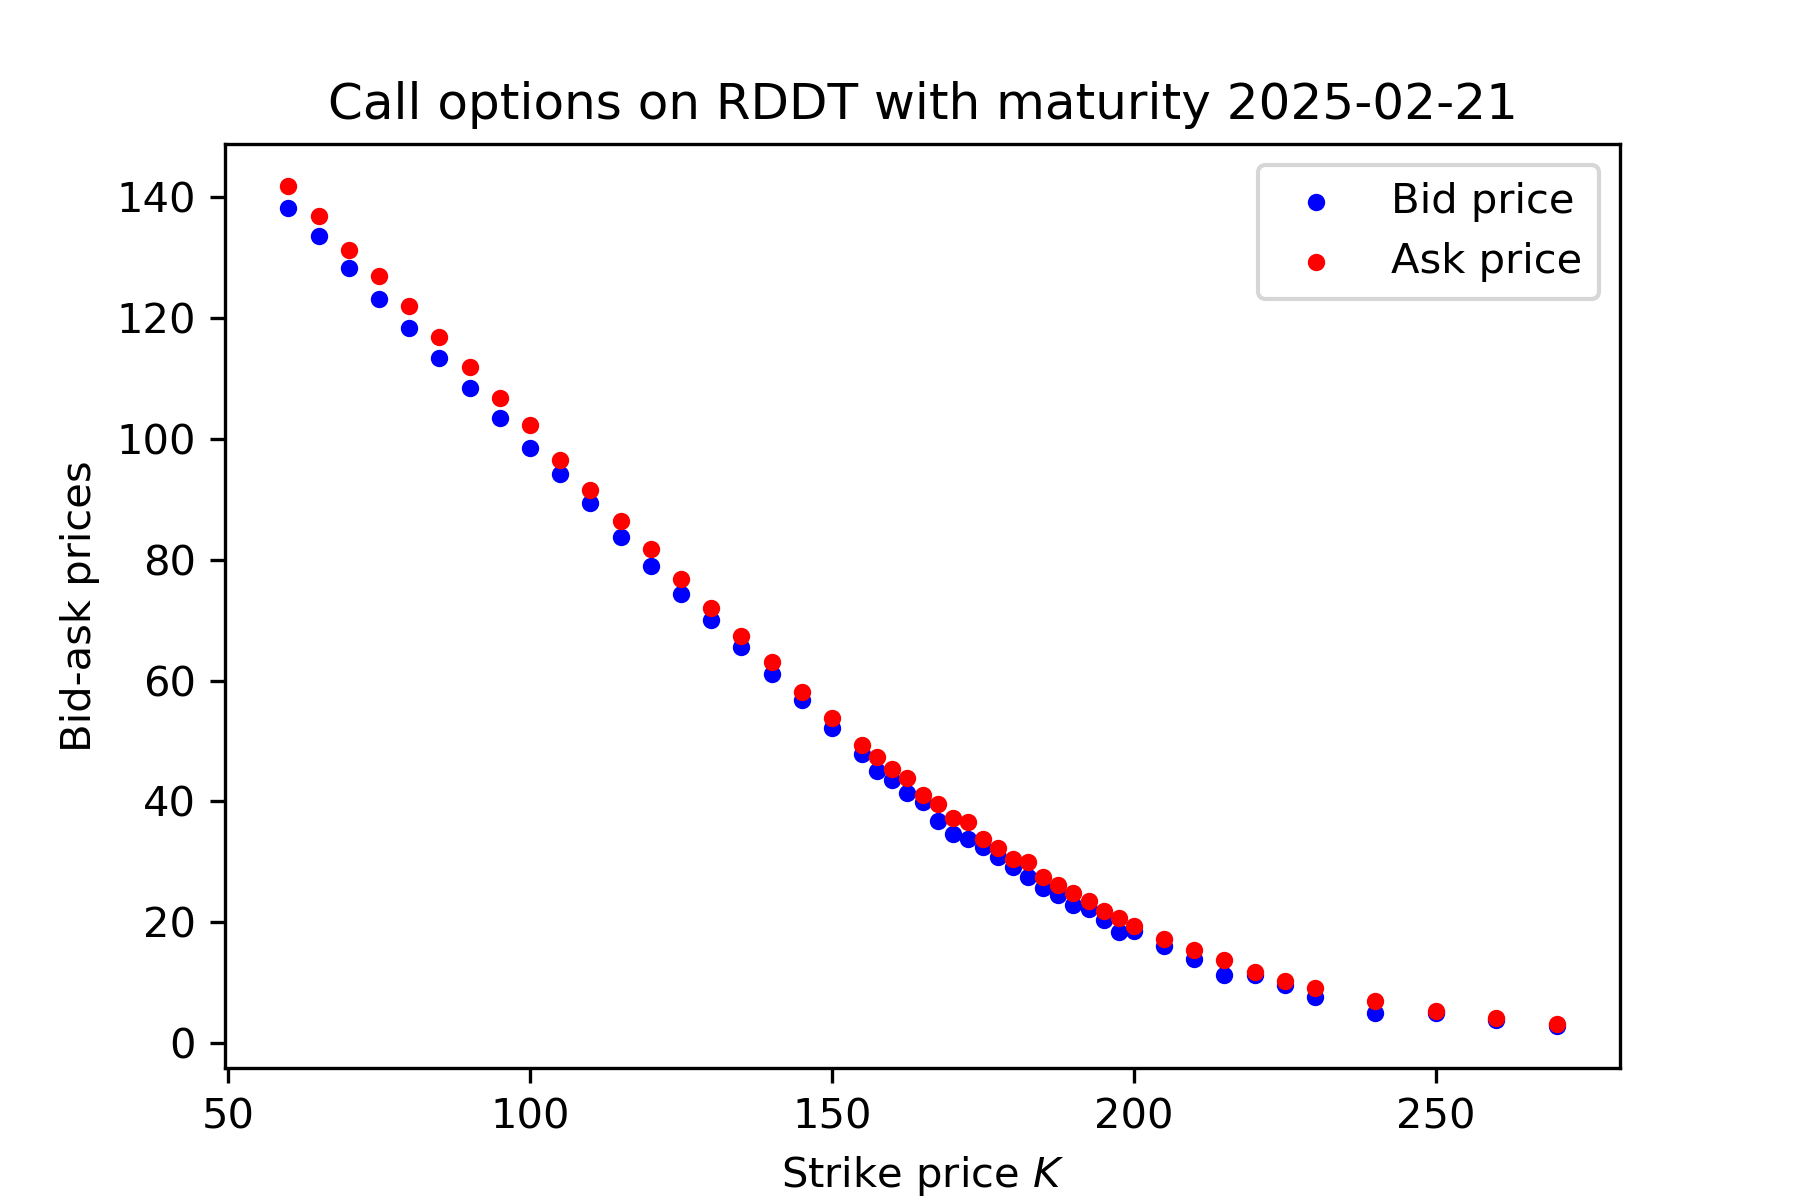 Call options on RDDT with maturity 2025-02-21
Bid price
Ask price
140
120
100
80
60
40
20
0
Bid-ask prices
50 100 150 200 250
Strike price K